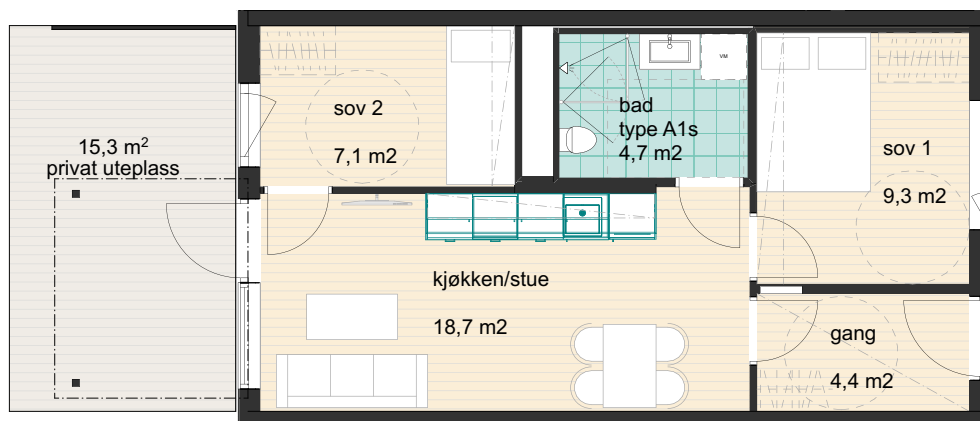 15,3 m²
privat uteplass
sov 2
7,1 m2
bad
type A1s
4,7 m2
VM
sov 1
9,3 m2
kjøkken/stue
18,7 m2
gang
4,4 m2